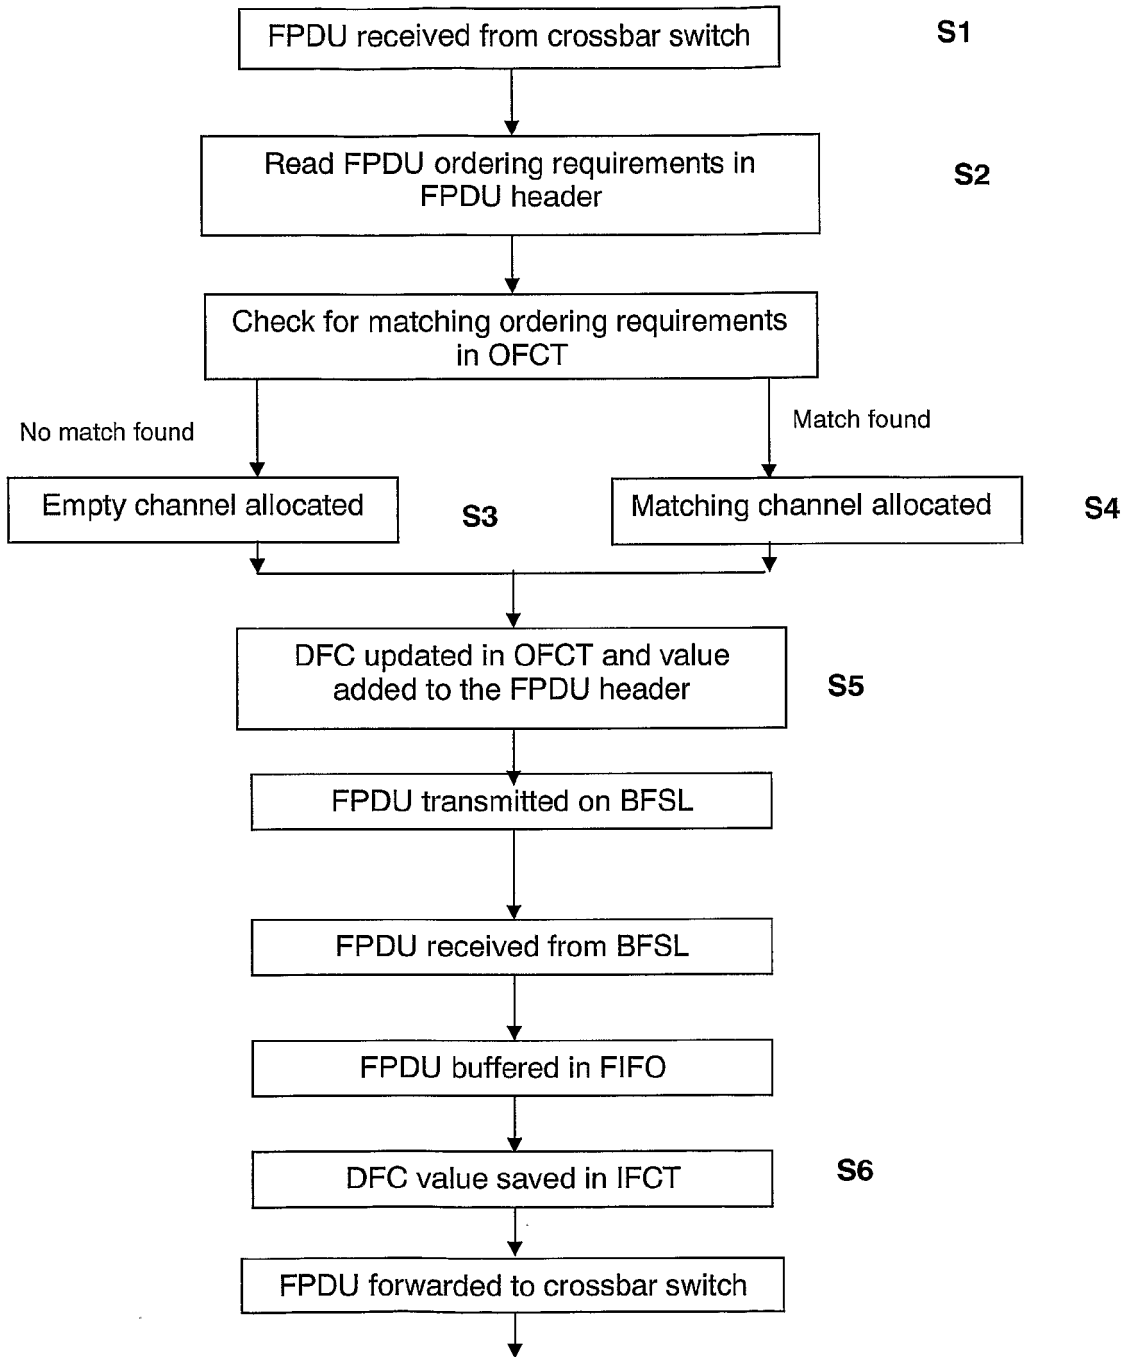 FPDU received from crossbar switch
S1
Read FPDU ordering requirements in
FPDU header
S2
Check for matching ordering requirements
in OFCT
No match found
Match found
Empty channel allocated
S3
Matching channel allocated
S4
DFC updated in OFCT and value
added to the FPDU header
S5
FPDU transmitted on BFSL
FPDU received from BFSL
FPDU buffered in FIFO
DFC value saved in IFCT
S6
FPDU forwarded to crossbar switch